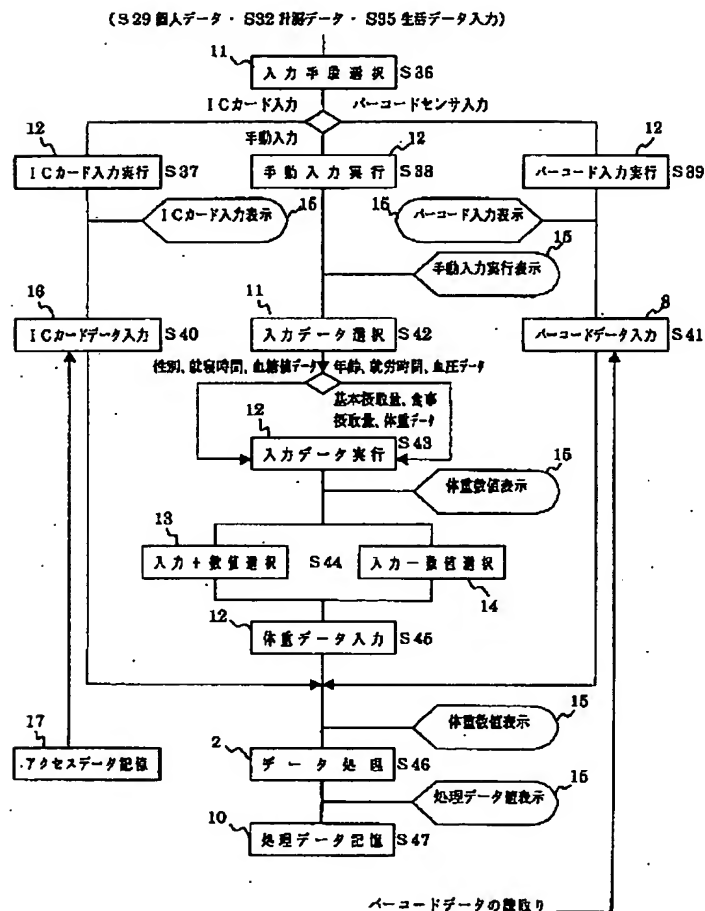 (S29 個人データ・S32 計測データ・S35 生活データ入力)
11
入力手段選択 S36
ICカード入力 バーコードセンサ入力
手動入力
12 12 12
ICカード入力実行 S37 手動入力実行 S38 バーコード入力実行 S39
15 ICカード入力表示 15 バーコード入力表示
15
手動入力実行表示
16 11 8
ICカードデータ入力 S40 入力データ選択 S42 バーコードデータ入力 S41
性別、就寝時間、血糖値データ 年齢、就労時間、血圧データ
基本摂取量、食事
摂取量、体重データ
12
入力データ実行 S43
15
体重数値表示
13
入力+数値選択 S44 入力-数値選択
14
12
体重データ入力 S45
15
体重数値表示
17 2
アクセスデータ記憶 データ処理 S46
15
処理データ値表示
10
処理データ記憶 S47
バーコードデータの読取り